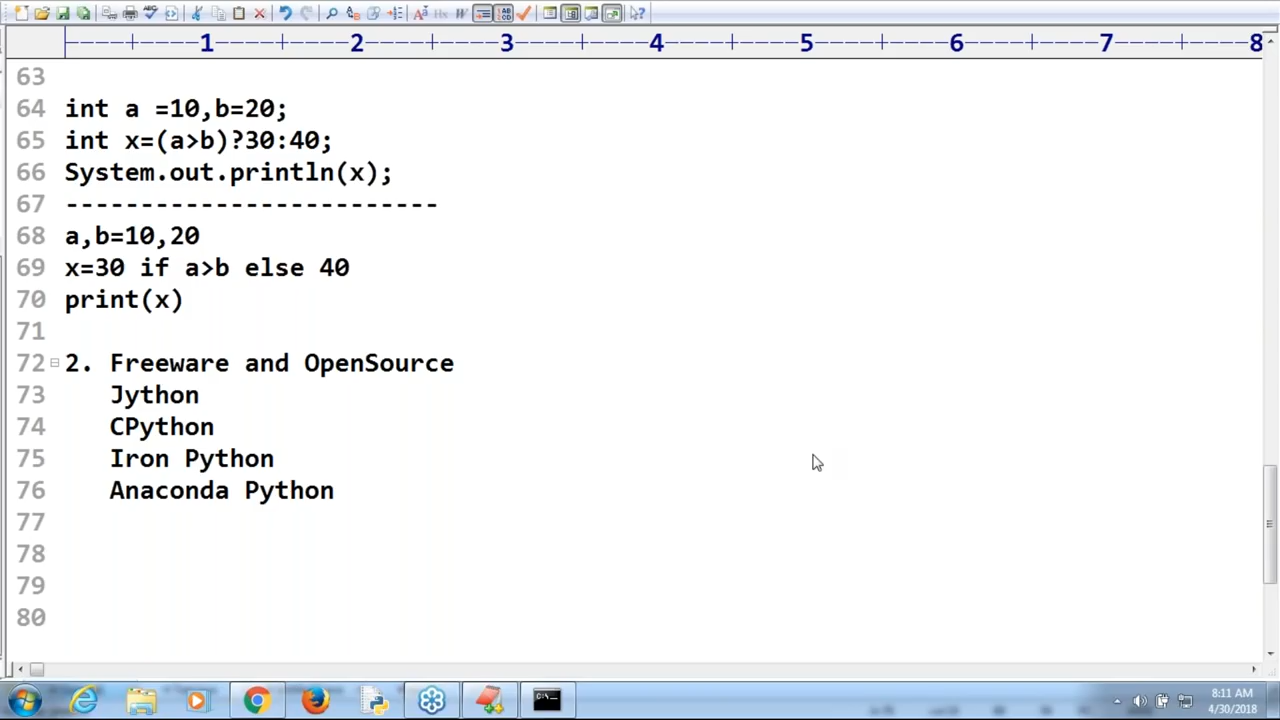 1 2 3 4 5 6 7 8
63
64 int a =10,b=20;
65 int x=(a>b)?30:40;
66 System.out.println(x);
67 -------------------------
68 a,b=10,20
69 x=30 if a>b else 40
70 print(x)
71
72 2. Freeware and OpenSource
73 Jython
74 CPython
75 Iron Python
76 Anaconda Python
77
78
79
80
8:11 AM
4/30/2018